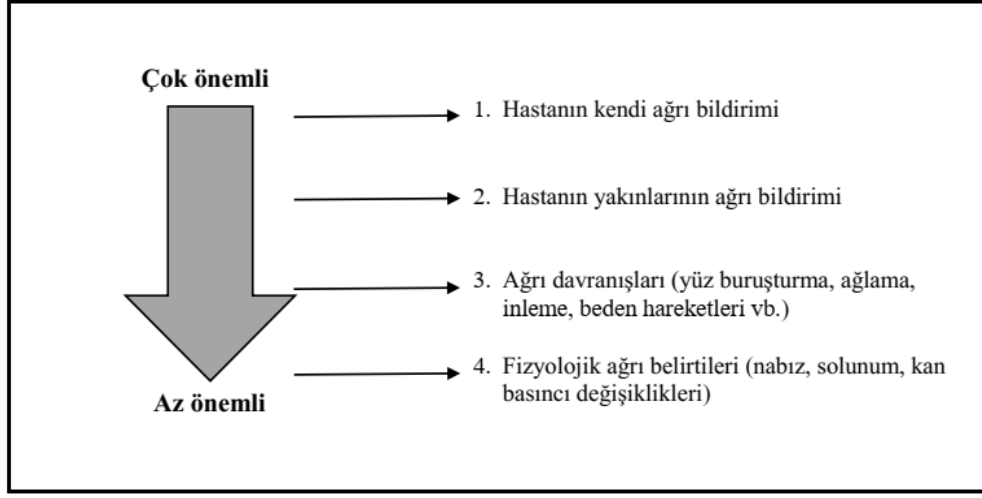 Çok önemli
1. Hastanın kendi ağrı bildirimi
2. Hastanın yakınlarının ağrı bildirimi
3. Ağrı davranışları (yüz buruşturma, ağlama,
inleme, beden hareketleri vb.)
4. Fizyolojik ağrı belirtileri (nabız, solunum, kan
basıncı değişiklikleri)
Az önemli